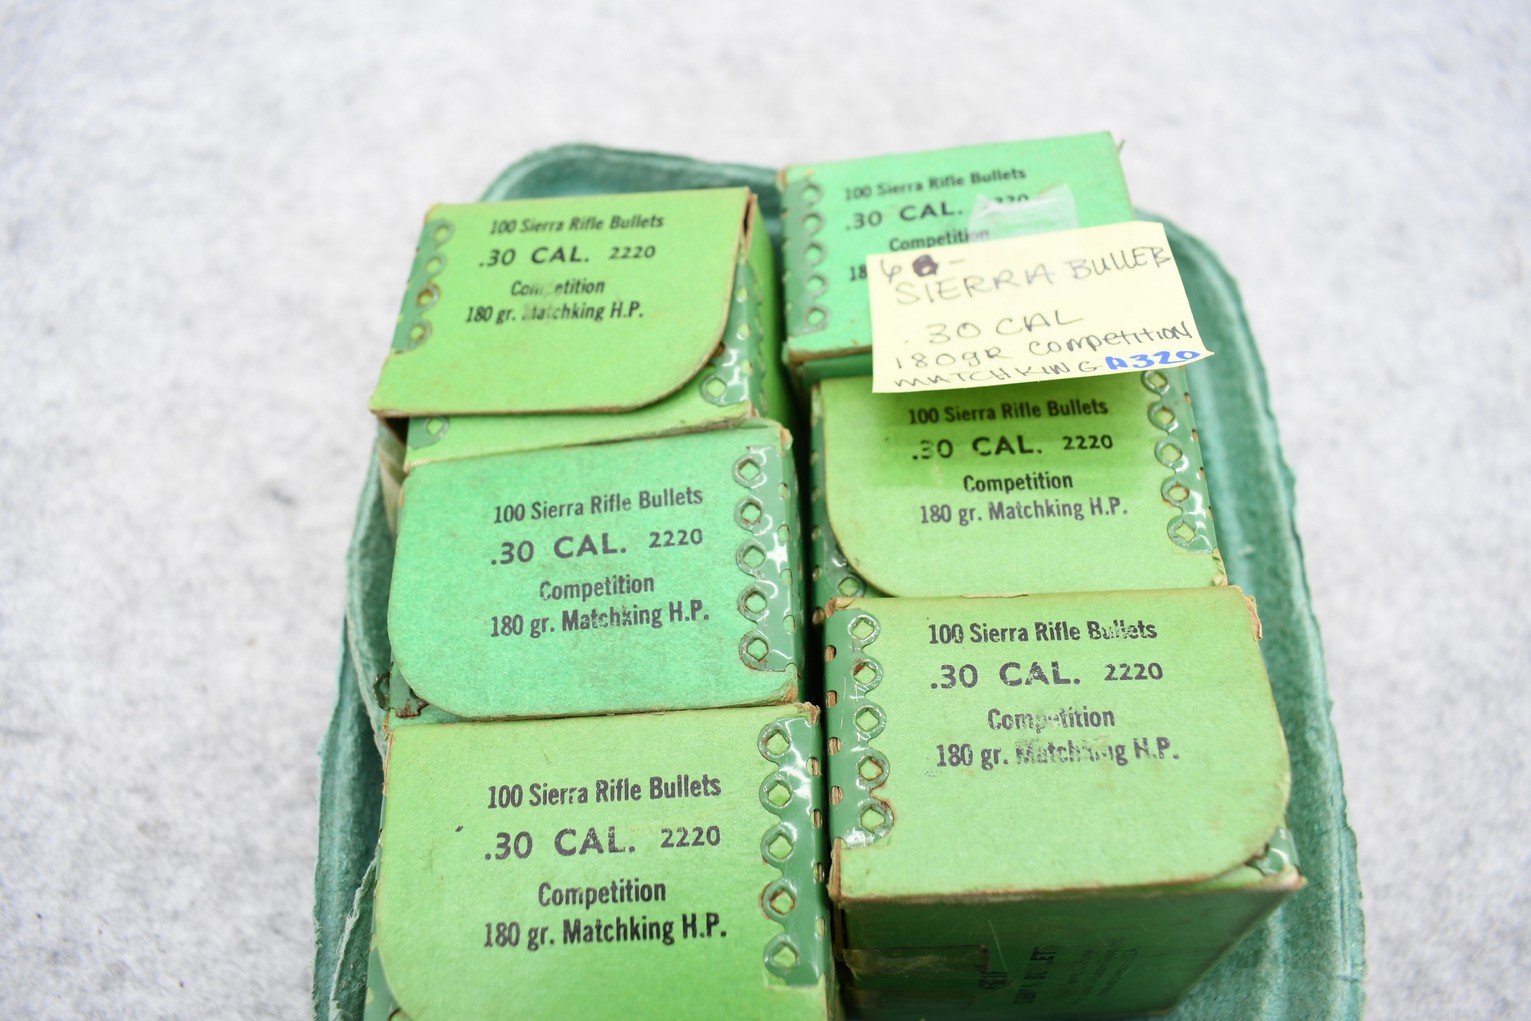 100 Sierra Rifle Bullets
.30 CAL. 2220
Competition
180 gr. Matchking H.P.
100 Sierra Rifle Bullets
.30 CAL.
Competition
6 -
SIERRA BULLETS
.30 CAL
180gr Competition
MATCHKING A320
100 Sierra Rifle Bullets
.30 CAL. 2220
Competition
180 gr. Matchking H.P.
100 Sierra Rifle Bullets
.30 CAL. 2220
Competition
180 gr. Matchking H.P.
100 Sierra Rifle Bullets
.30 CAL. 2220
Competition
180 gr. Matchking H.P.
100 Sierra Rifle Bullets
.30 CAL. 2220
Competition
180 gr. Matchking H.P.